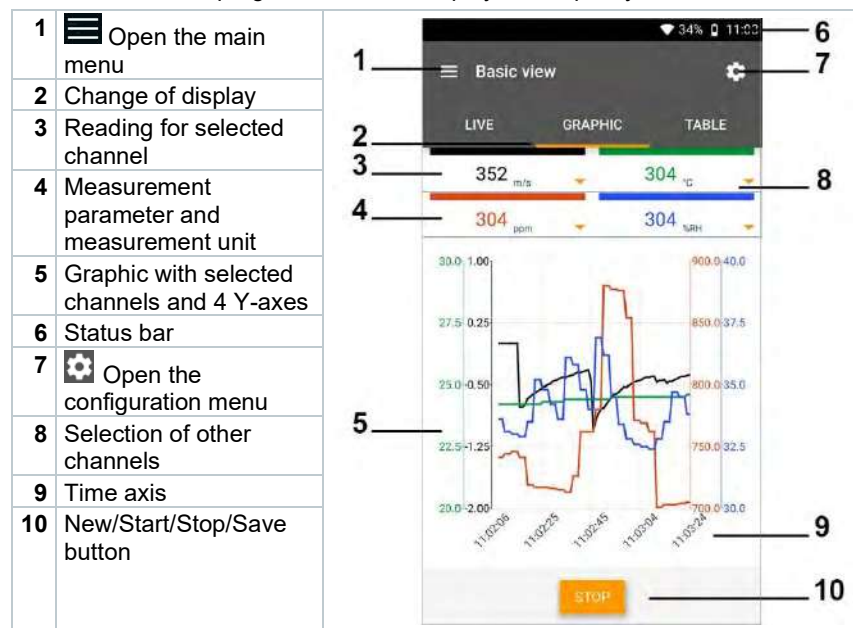 1 Open the main
menu
2 Change of display
3 Reading for selected
channel
4 Measurement
parameter and
measurement unit
5 Graphic with selected
channels and 4 Y-axes
6 Status bar
7 Open the
configuration menu
8 Selection of other
channels
9 Time axis
10 New/Start/Stop/Save
button
34% 11:03 6
1 Basic view 7
LIVE GRAPHIC TABLE
2
3 352 m/s 304 °C 8
4 304 ppm 304 %RH
30.0 1.00 900.0 40.0
27.5 0.25 850.0 37.5
25.0 -0.50 800.0 35.0
5
22.5 -1.25 750.0 32.5
20.0 -2.00 700.0 30.0
11:02:06 11:02:25 11:02:45 11:03:04 11:03:24
9
STOP 10